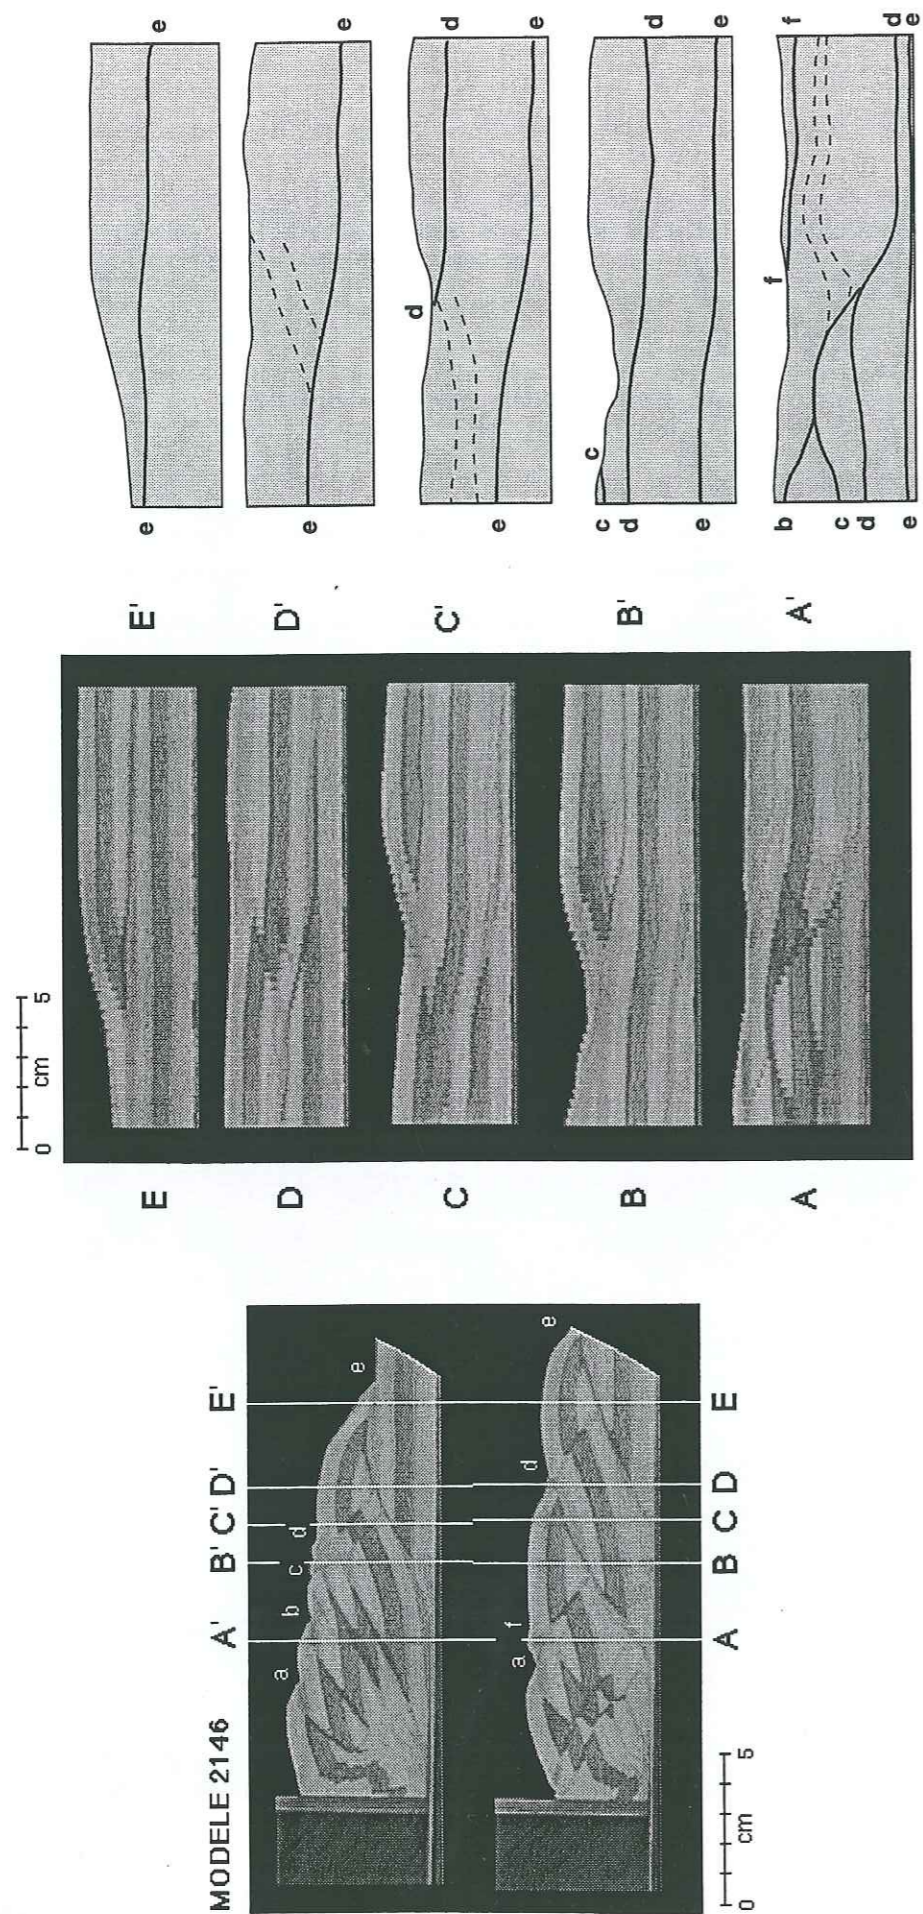 MODELE 2146
A' B' C' D' E'
a b c d e
a f d e
A B C D E
0 cm 5
0 cm 5
E E'
D D'
C C'
B B'
A A'
e e
e e
d
d
e e
c
c
d d
e e
f
f
b
c
d d
e e